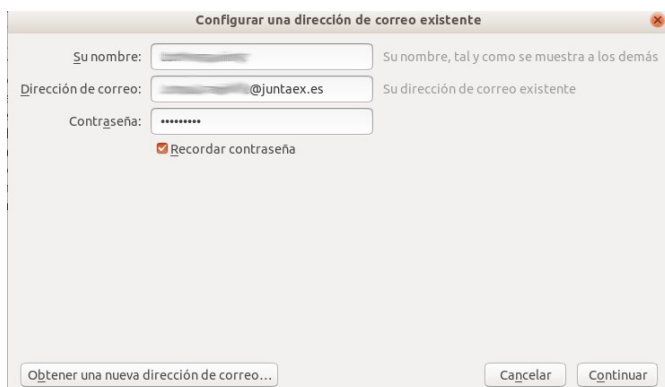 Configurar una dirección de correo existente
Su nombre: Su nombre, tal y como se muestra a los demás
Dirección de correo: @juntaex.es Su dirección de correo existente
Contraseña: •••••••••
Recordar contraseña
Obtener una nueva dirección de correo... Cancelar Continuar